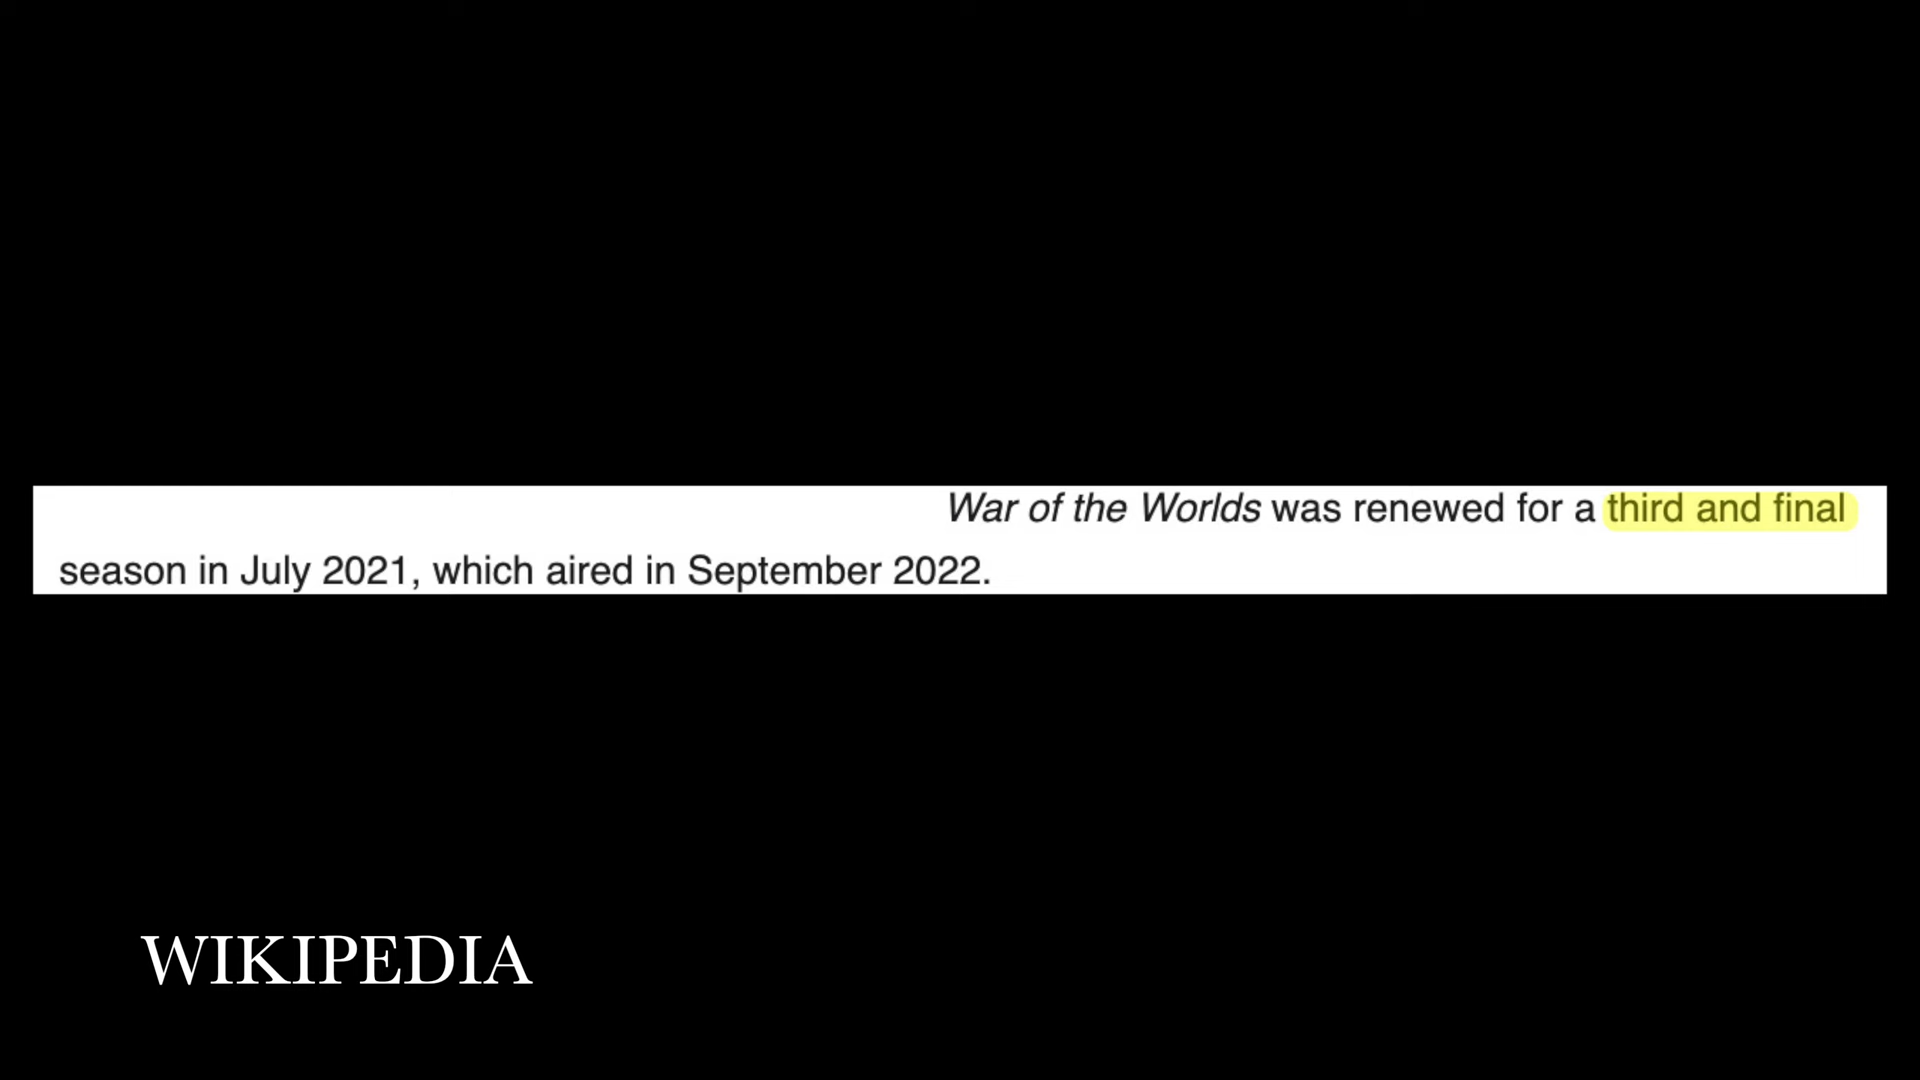 War of the Worlds was renewed for a third and final
season in July 2021, which aired in September 2022.
WIKIPEDIA